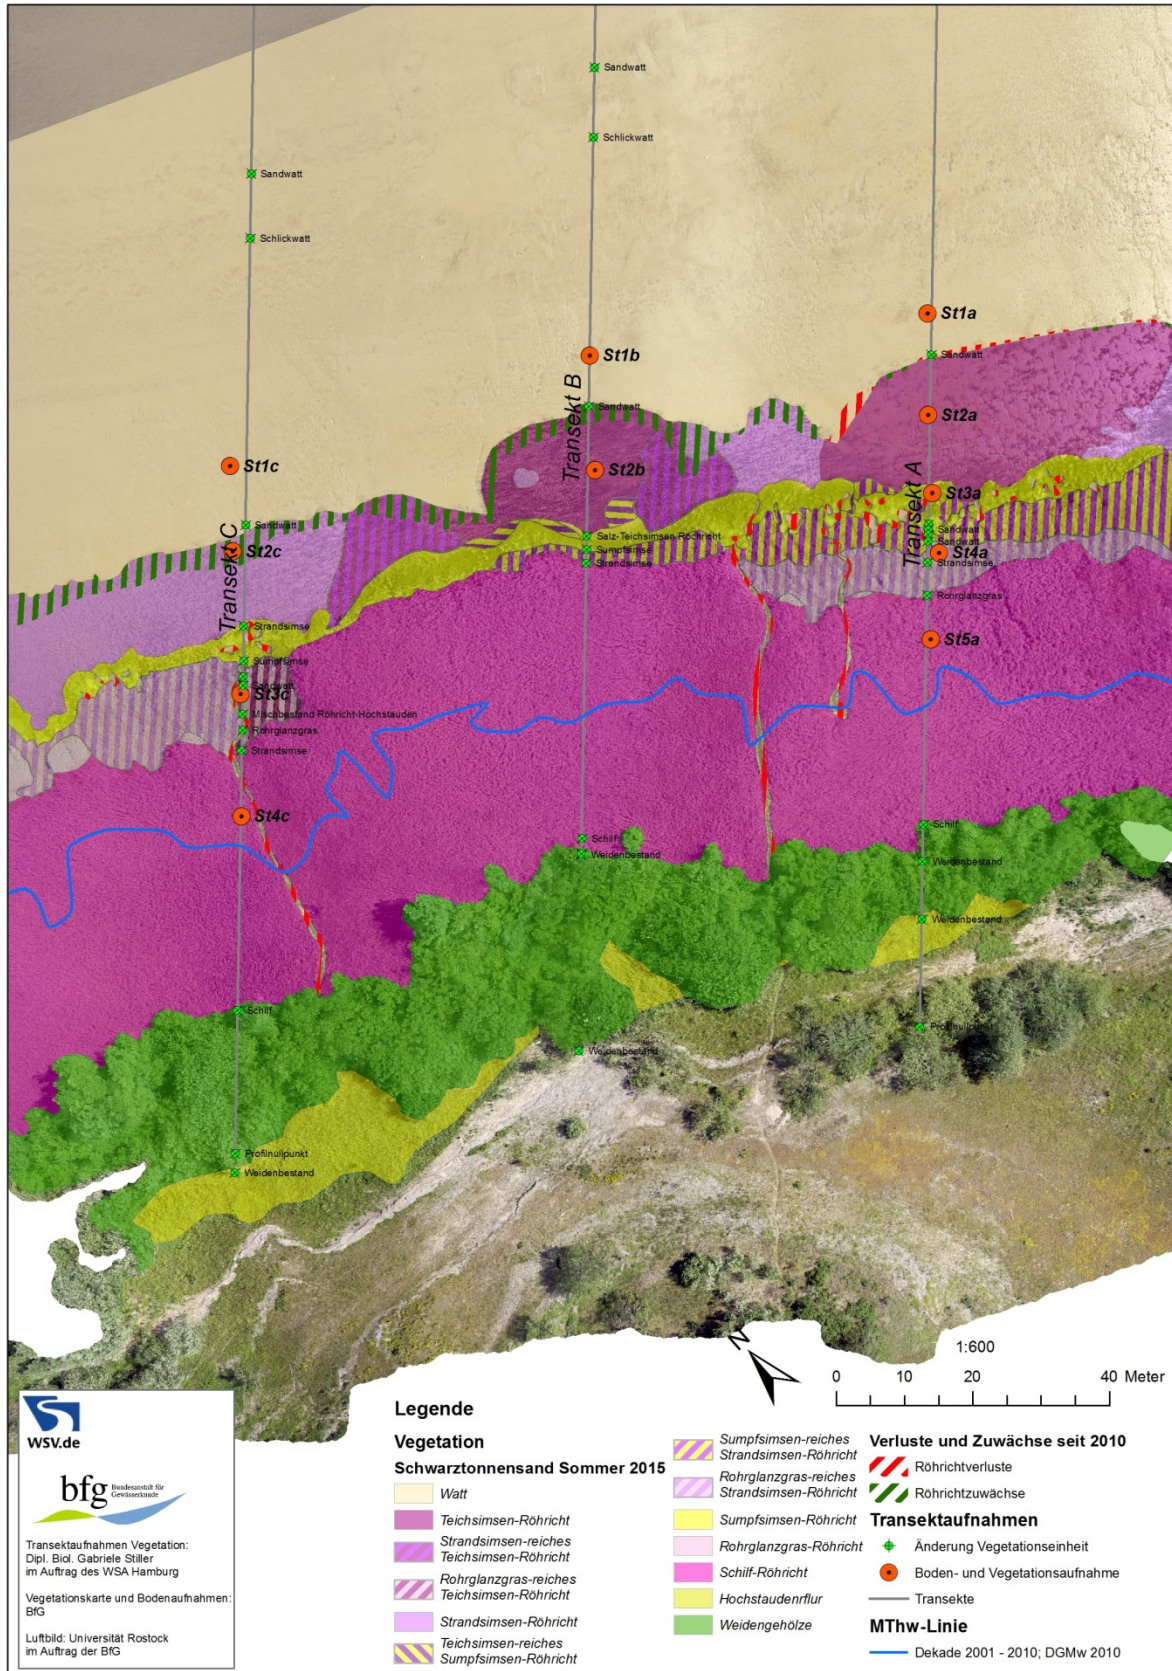 Sandwatt
Schlickwatt
Sandwatt
Schlickwatt
St1a
Sandwatt
St1b
Sandwatt
St2a
Transekt B
St1c
St2b
St3a
Transekt A
Sandwatt
Sandwatt
Sandwatt
St2c
Salz-Teichsimsen Röhricht
Sumpfsimse
Strandsimse
St4a
Strandsimse
Rohrglanzgras
Transekt C
Strandsimse
St5a
Sumpfsimse
Sandwatt
St3c
Mischbestand Röhricht-Hochstauden
Rohrglanzgras
Strandsimse
St4c
Schilf
Schilf
Weidenbestand
Weidenbestand
Weidenbestand
Schilf
Profilnullpunkt
Weidenbestand
Profilnullpunkt
Weidenbestand
N
1:600
0 10 20 40 Meter
WSV.de
bfg Bundesanstalt für
Gewässerkunde
Transektaufnahmen Vegetation:
Dipl. Biol. Gabriele Stiller
im Auftrag des WSA Hamburg
Vegetationskarte und Bodenaufnahmen:
BfG
Luftbild: Universität Rostock
im Auftrag der BfG
Legende
Vegetation
Schwarztonnensand Sommer 2015
Watt
Teichsimsen-Röhricht
Strandsimsen-reiches
Teichsimsen-Röhricht
Rohrglanzgras-reiches
Teichsimsen-Röhricht
Strandsimsen-Röhricht
Teichsimsen-reiches
Sumpfsimsen-Röhricht
Sumpfsimsen-reiches
Strandsimsen-Röhricht
Rohrglanzgras-reiches
Strandsimsen-Röhricht
Sumpfsimsen-Röhricht
Rohrglanzgras-Röhricht
Schilf-Röhricht
Hochstaudenrflur
Weidengehölze
Verluste und Zuwächse seit 2010
Röhrichtverluste
Röhrichtzuwächse
Transektaufnahmen
Änderung Vegetationseinheit
Boden- und Vegetationsaufnahme
Transekte
MThw-Linie
Dekade 2001 - 2010; DGMw 2010